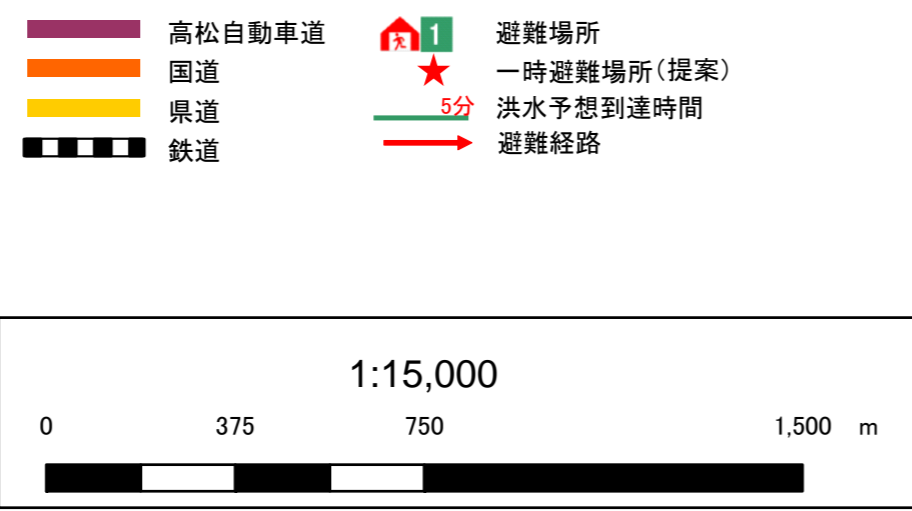 高松自動車道
国道
県道
鉄道
1 避難場所
一時避難場所(提案)
5分 洪水予想到達時間
避難経路
1:15,000
0 375 750 1,500 m